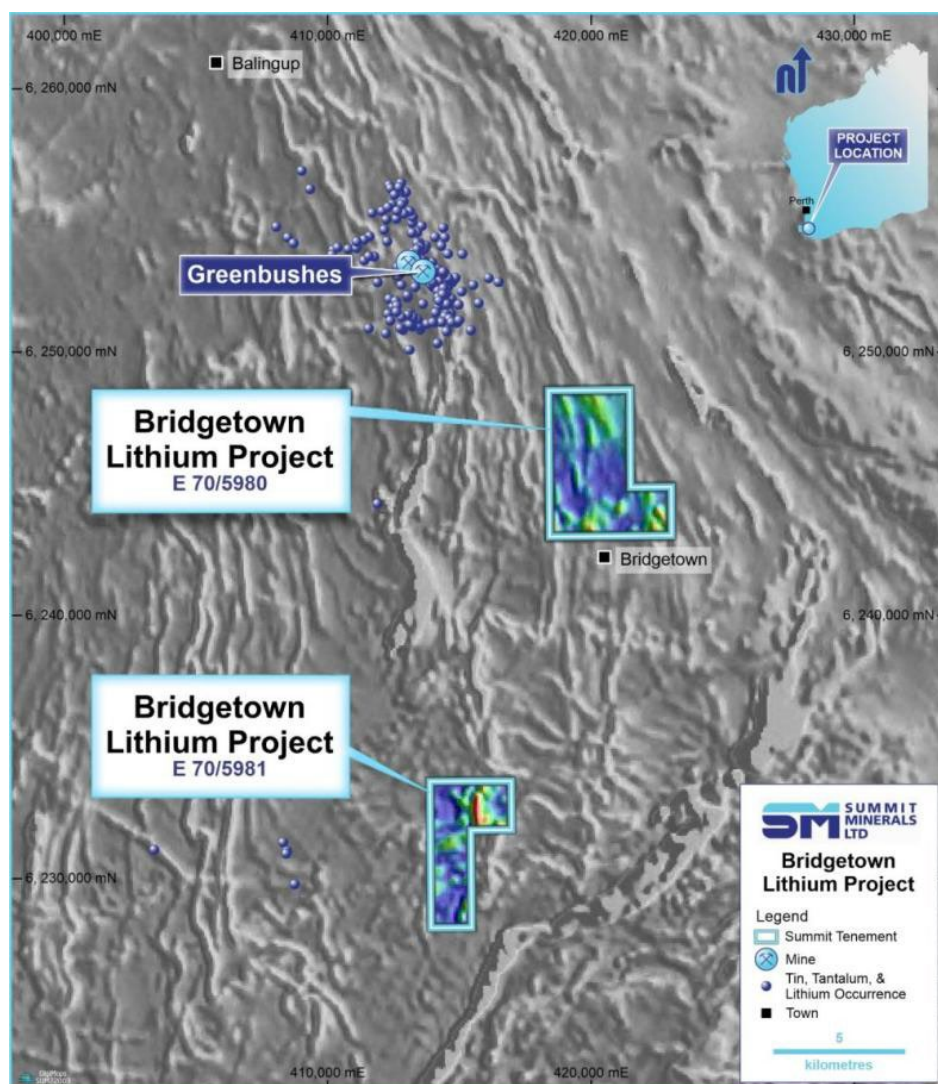 400,000 mE
410,000 mE
420,000 mE
430,000 mE
Balingup
6, 260,000 mN
PROJECT
LOCATION
Perth
Greenbushes
6, 250,000 mN
6, 250,000 mN
Bridgetown
Lithium Project
E 70/5980
Bridgetown
6, 240,000 mN
6, 240,000 mN
Bridgetown
Lithium Project
E 70/5981
6, 230,000 mN
SM SUMMIT
MINERALS
LTD
Bridgetown
Lithium Project
Legend
Summit Tenement
Mine
Tin, Tantalum, &
Lithium Occurrence
Town
5
kilometres
410,000 mE
420,000 mE